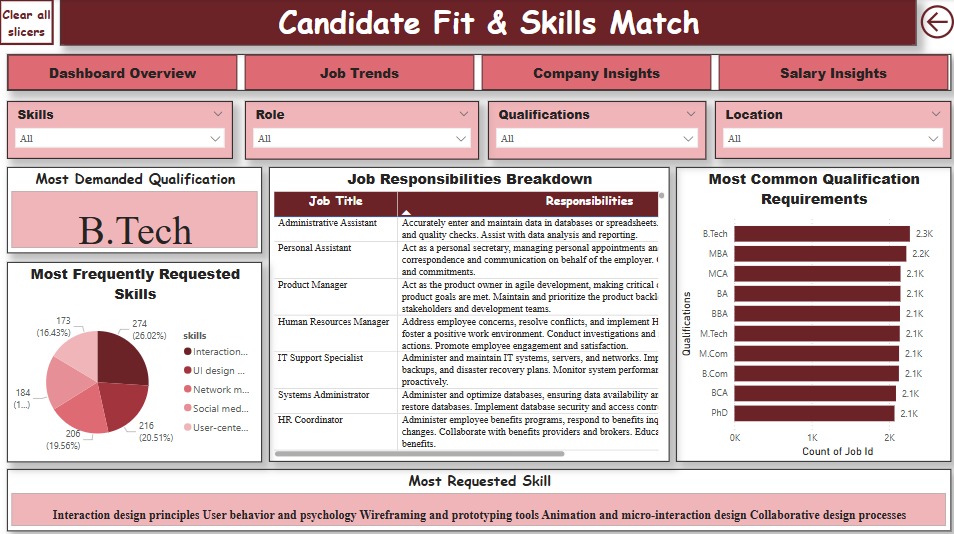 Clear all
slicers
Candidate Fit & Skills Match
Dashboard Overview
Job Trends
Company Insights
Salary Insights
Skills
All
Role
All
Qualifications
All
Location
All
Most Demanded Qualification
B.Tech
Most Frequently Requested
Skills
173
(16.43%)
274
(26.02%)
184
(1...)
206
(19.56%)
216
(20.51%)
skills
Interaction...
UI design ...
Network m...
Social med...
User-cente...
Job Responsibilities Breakdown
Job Title
Responsibilities
Administrative Assistant
Accurately enter and maintain data in databases or spreadsheets.
and quality checks. Assist with data analysis and reporting.
Personal Assistant
Act as a personal secretary, managing personal appointments an
correspondence and communication on behalf of the employer.
and commitments.
Product Manager
Act as the product owner in agile development, making critical
product goals are met. Maintain and prioritize the product backl
stakeholders and development teams.
Human Resources Manager
Address employee concerns, resolve conflicts, and implement H
foster a positive work environment. Conduct investigations and
actions. Promote employee engagement and satisfaction.
IT Support Specialist
Administer and maintain IT systems, servers, and networks. Imp
backups, and disaster recovery plans. Monitor system performan
proactively.
Systems Administrator
Administer and optimize databases, ensuring data availability an
restore databases. Implement database security and access contr
HR Coordinator
Administer employee benefits programs, respond to benefits inq
changes. Collaborate with benefits providers and brokers. Educa
benefits.
Most Common Qualification
Requirements
Qualifications
B.Tech
2.3K
MBA
2.2K
MCA
2.1K
BA
2.1K
BBA
2.1K
M.Tech
2.1K
M.Com
2.1K
B.Com
2.1K
BCA
2.1K
PhD
2.1K
0K
1K
2K
Count of Job Id
Most Requested Skill
Interaction design principles User behavior and psychology Wireframing and prototyping tools Animation and micro-interaction design Collaborative design processes